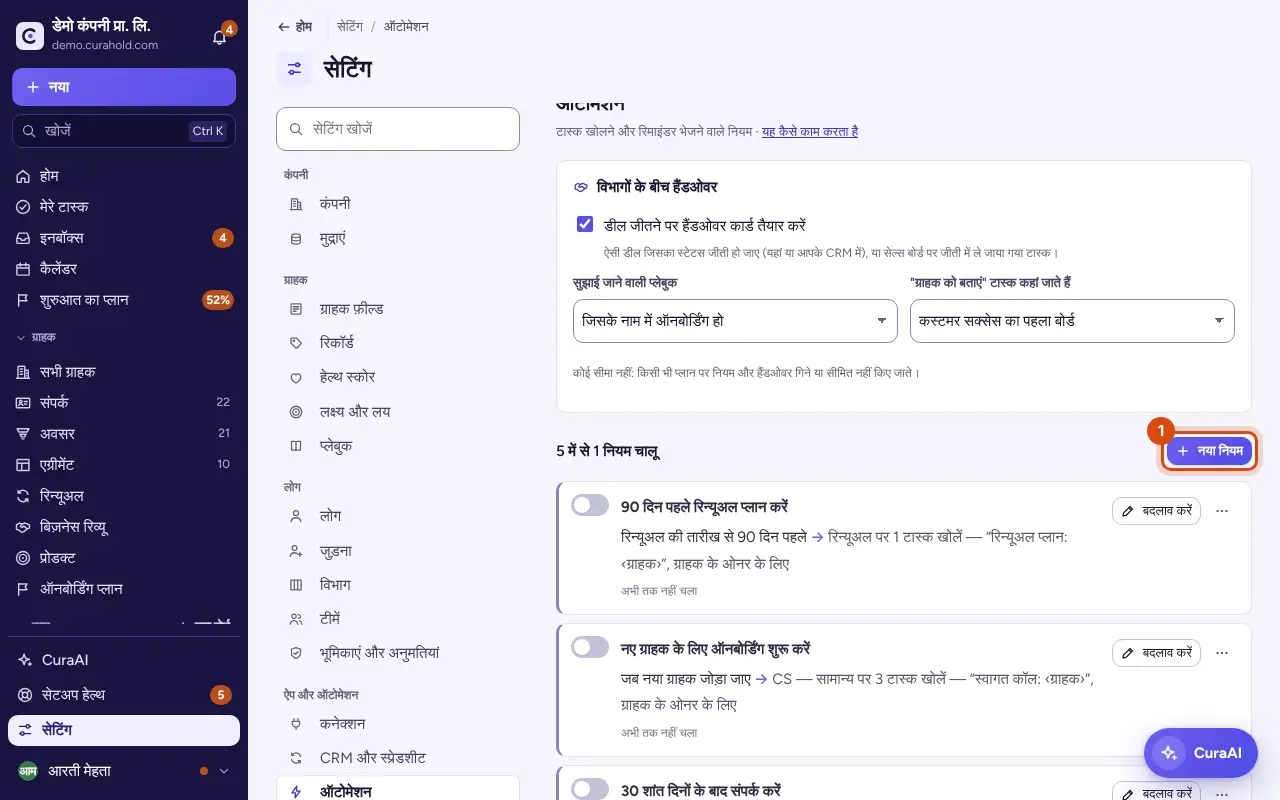 डेमो कंपनी प्रा. लि.
demo.curahold.com
4
नया
खोजें
Ctrl K
होम
मेरे टास्क
इनबॉक्स
4
कैलेंडर
शुरुआत का प्लान
52%
ग्राहक
सभी ग्राहक
संपर्क
22
अवसर
21
एग्रीमेंट
10
रिन्यूअल
बिज़नेस रिव्यू
प्रोडक्ट
ऑनबोर्डिंग प्लान
CuraAI
सेटअप हेल्थ
5
सेटिंग
आम
आरती मेहता
होम
सेटिंग / ऑटोमेशन
सेटिंग
सेटिंग खोजें
कंपनी
कंपनी
मुद्राएं
ग्राहक
ग्राहक फ़ील्ड
रिकॉर्ड
हेल्थ स्कोर
लक्ष्य और लय
प्लेबुक
लोग
लोग
जुड़ना
विभाग
टीमें
भूमिकाएं और अनुमतियां
ऐप और ऑटोमेशन
कनेक्शन
CRM और स्प्रेडशीट
ऑटोमेशन
ऑटोमेशन
टास्क खोलने और रिमाइंडर भेजने वाले नियम · यह कैसे काम करता है
विभागों के बीच हैंडओवर
डील जीतने पर हैंडओवर कार्ड तैयार करें
ऐसी डील जिसका स्टेटस जीती हो जाए (यहां या आपके CRM में), या सेल्स बोर्ड पर जीती में ले जाया गया टास्क।
सुझाई जाने वाली प्लेबुक
"ग्राहक को बताएं" टास्क कहां जाते हैं
जिसके नाम में ऑनबोर्डिंग हो
कस्टमर सक्सेस का पहला बोर्ड
कोई सीमा नहीं: किसी भी प्लान पर नियम और हैंडओवर गिने या सीमित नहीं किए जाते।
5 में से 1 नियम चालू
1
नया नियम
90 दिन पहले रिन्यूअल प्लान करें
बदलाव करें
रिन्यूअल की तारीख से 90 दिन पहले → रिन्यूअल पर 1 टास्क खोलें — “रिन्यूअल प्लान:
‹ग्राहक›”, ग्राहक के ओनर के लिए
अभी तक नहीं चला
नए ग्राहक के लिए ऑनबोर्डिंग शुरू करें
बदलाव करें
जब नया ग्राहक जोड़ा जाए → CS — सामान्य पर 3 टास्क खोलें — “स्वागत कॉल: ‹ग्राहक›”,
ग्राहक के ओनर के लिए
अभी तक नहीं चला
CuraAI
30 शांत दिनों के बाद संपर्क करें
बदलाव करें